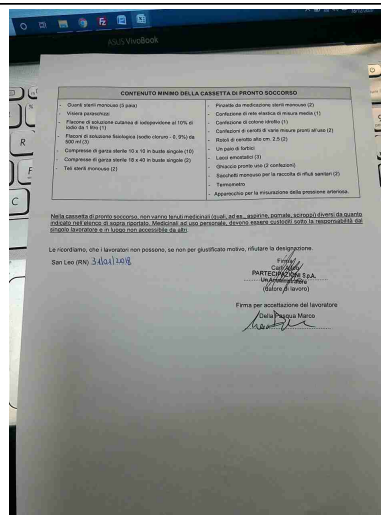 ASUS VivoBook
CONTENUTO MINIMO DELLA CASSETTA DI PRONTO SOCCORSO
- Guanti sterili monouso (5 paia)
- Visiera paraschizzi
- Flacone di soluzione cutanea di iodopovidone al 10% di
iodio da 1 litro (1)
- Flaconi di soluzione fisiologica (sodio cloruro - 0, 9%) da
500 ml (3)
- Compresse di garza sterile 10 x 10 in buste singole (10)
- Compresse di garza sterile 18 x 40 in buste singole (2)
- Teli sterili monouso (2)
- Pinzette da medicazione sterili monouso (2)
- Confezione di rete elastica di misura media (1)
- Confezione di cotone idrofilo (1)
- Confezioni di cerotti di varie misure pronti all'uso (2)
- Rotoli di cerotto alto cm. 2,5 (2)
- Un paio di forbici
- Lacci emostatici (3)
- Ghiaccio pronto uso (2 confezioni)
- Sacchetti monouso per la raccolta di rifiuti sanitari (2)
- Termometro
- Apparecchio per la misurazione della pressione arteriosa.
Nella cassetta di pronto soccorso, non vanno tenuti medicinali (quali, ad es., aspirine, pomate, sciroppi) diversi da quanto
indicato nell'elenco di sopra riportato. Medicinali ad uso personale, devono essere custoditi sotto la responsabilità del
singolo lavoratore e in luogo non accessibile da altri.
Le ricordiamo, che i lavoratori non possono, se non per giustificato motivo, rifiutare la designazione.
San Leo (RN)
Firma
PARTECIPAZIONI S.p.A.
(datore di lavoro)
Firma per accettazione del lavoratore
Della Pasqua Marco